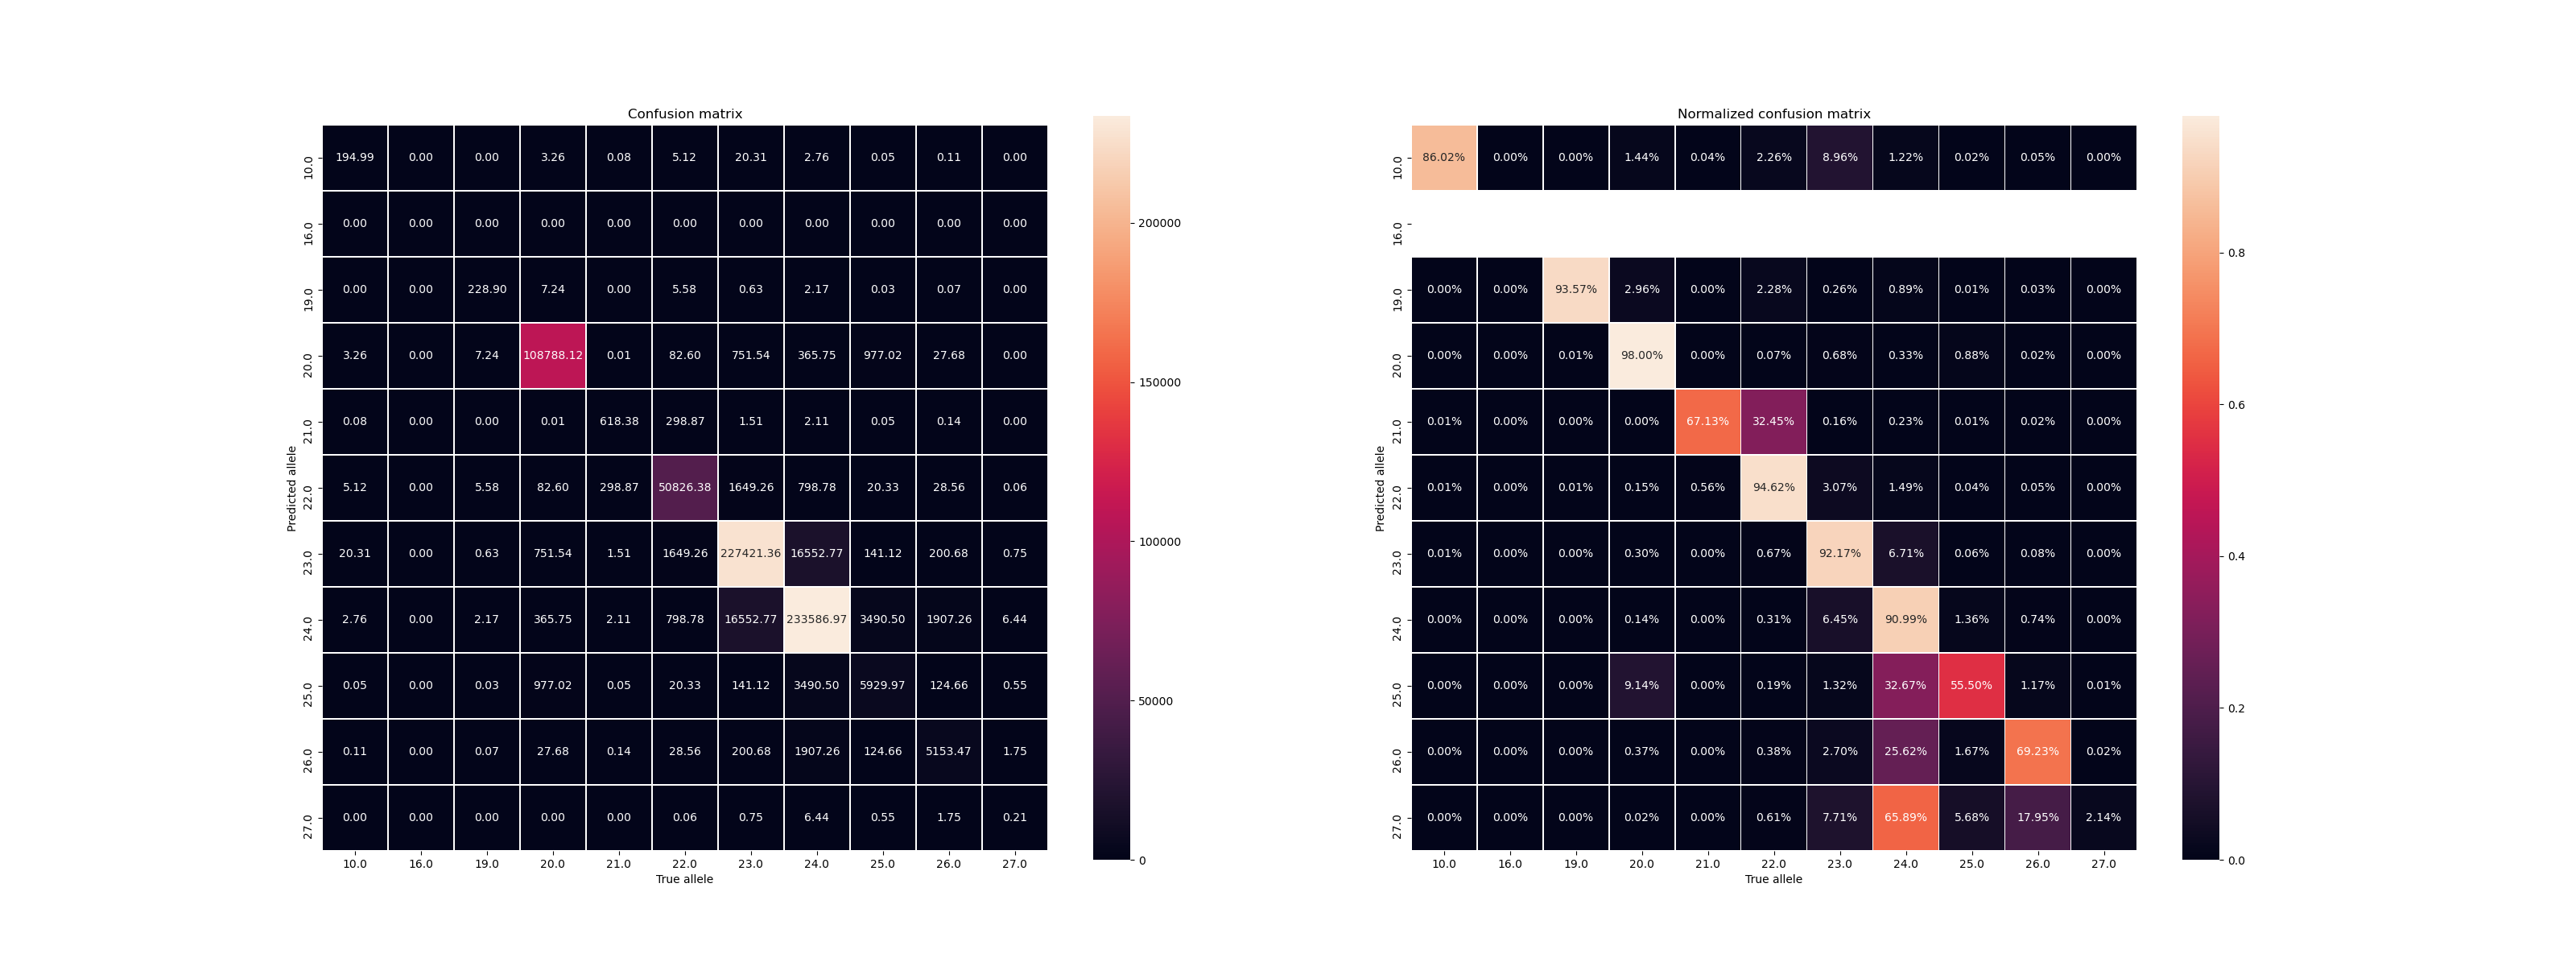 Confusion matrix
10.0 194.99 0.00 0.00 3.26 0.08 5.12 20.31 2.76 0.05 0.11 0.00
16.0 0.00 0.00 0.00 0.00 0.00 0.00 0.00 0.00 0.00 0.00 0.00
19.0 0.00 0.00 228.90 7.24 0.00 5.58 0.63 2.17 0.03 0.07 0.00
20.0 3.26 0.00 7.24 108788.12 0.01 82.60 751.54 365.75 977.02 27.68 0.00
21.0 0.08 0.00 0.00 0.01 618.38 298.87 1.51 2.11 0.05 0.14 0.00
22.0 5.12 0.00 5.58 82.60 298.87 50826.38 1649.26 798.78 20.33 28.56 0.06
23.0 20.31 0.00 0.63 751.54 1.51 1649.26 227421.36 16552.77 141.12 200.68 0.75
24.0 2.76 0.00 2.17 365.75 2.11 798.78 16552.77 233586.97 3490.50 1907.26 6.44
25.0 0.05 0.00 0.03 977.02 0.05 20.33 141.12 3490.50 5929.97 124.66 0.55
26.0 0.11 0.00 0.07 27.68 0.14 28.56 200.68 1907.26 124.66 5153.47 1.75
27.0 0.00 0.00 0.00 0.00 0.00 0.06 0.75 6.44 0.55 1.75 0.21
10.0 16.0 19.0 20.0 21.0 22.0 23.0 24.0 25.0 26.0 27.0
True allele
Predicted allele
200000
150000
100000
50000
0
Normalized confusion matrix
10.0 86.02% 0.00% 0.00% 1.44% 0.04% 2.26% 8.96% 1.22% 0.02% 0.05% 0.00%
16.0
19.0 0.00% 0.00% 93.57% 2.96% 0.00% 2.28% 0.26% 0.89% 0.01% 0.03% 0.00%
20.0 0.00% 0.00% 0.01% 98.00% 0.00% 0.07% 0.68% 0.33% 0.88% 0.02% 0.00%
21.0 0.01% 0.00% 0.00% 0.00% 67.13% 32.45% 0.16% 0.23% 0.01% 0.02% 0.00%
22.0 0.01% 0.00% 0.01% 0.15% 0.56% 94.62% 3.07% 1.49% 0.04% 0.05% 0.00%
23.0 0.01% 0.00% 0.00% 0.30% 0.00% 0.67% 92.17% 6.71% 0.06% 0.08% 0.00%
24.0 0.00% 0.00% 0.00% 0.14% 0.00% 0.31% 6.45% 90.99% 1.36% 0.74% 0.00%
25.0 0.00% 0.00% 0.00% 9.14% 0.00% 0.19% 1.32% 32.67% 55.50% 1.17% 0.01%
26.0 0.00% 0.00% 0.00% 0.37% 0.00% 0.38% 2.70% 25.62% 1.67% 69.23% 0.02%
27.0 0.00% 0.00% 0.00% 0.02% 0.00% 0.61% 7.71% 65.89% 5.68% 17.95% 2.14%
10.0 16.0 19.0 20.0 21.0 22.0 23.0 24.0 25.0 26.0 27.0
True allele
Predicted allele
0.8
0.6
0.4
0.2
0.0